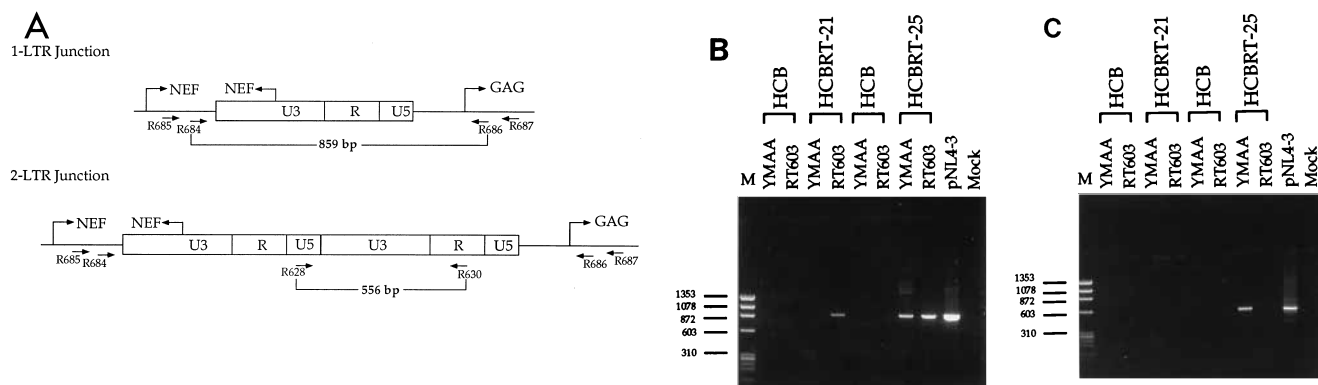 A
1-LTR Junction
NEF NEF GAG
U3 R U5
R685 R684 R686 R687
859 bp
2-LTR Junction
NEF NEF GAG
U3 R U5 U3 R U5
R685 R684 R628 R630 R686 R687
556 bp
B
HCB HCBRT-21 HCB HCBRT-25
M YMAA RT603 YMAA RT603 YMAA RT603 YMAA RT603 pNL4-3 Mock
1353
1078
872
603
310
C
HCB HCBRT-21 HCB HCBRT-25
M YMAA RT603 YMAA RT603 YMAA RT603 YMAA RT603 pNL4-3 Mock
1353
1078
872
603
310